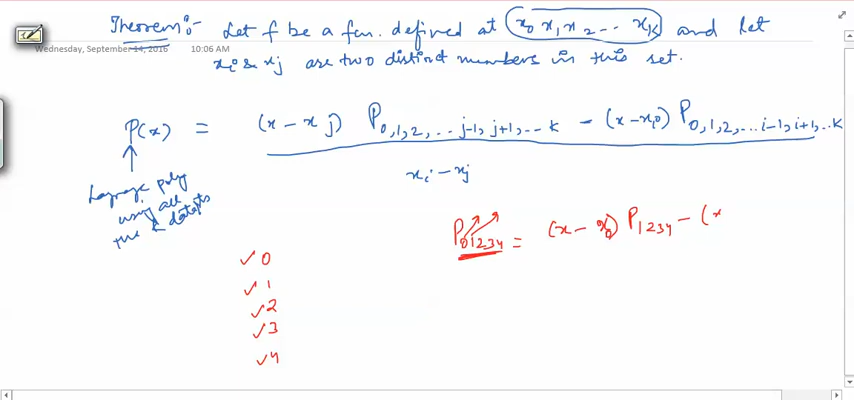 Theorem:- Let f be a fcn. defined at x0 x1 x2 -- xk and let
Wednesday, September 14, 2016 10:06 AM
xi & xj are two distinct numbers in this set.
P(x) = (x - xj) P0,1,2,...j-1,j+1,...k - (x-xi) P0,1,2,...i-1,i+1,...k
xi - xj
Lagrange poly
using all
the k datapts
P01234 = (x - x0) P1234 - (x
✓ 0
✓ 1
✓ 2
✓ 3
✓ 4